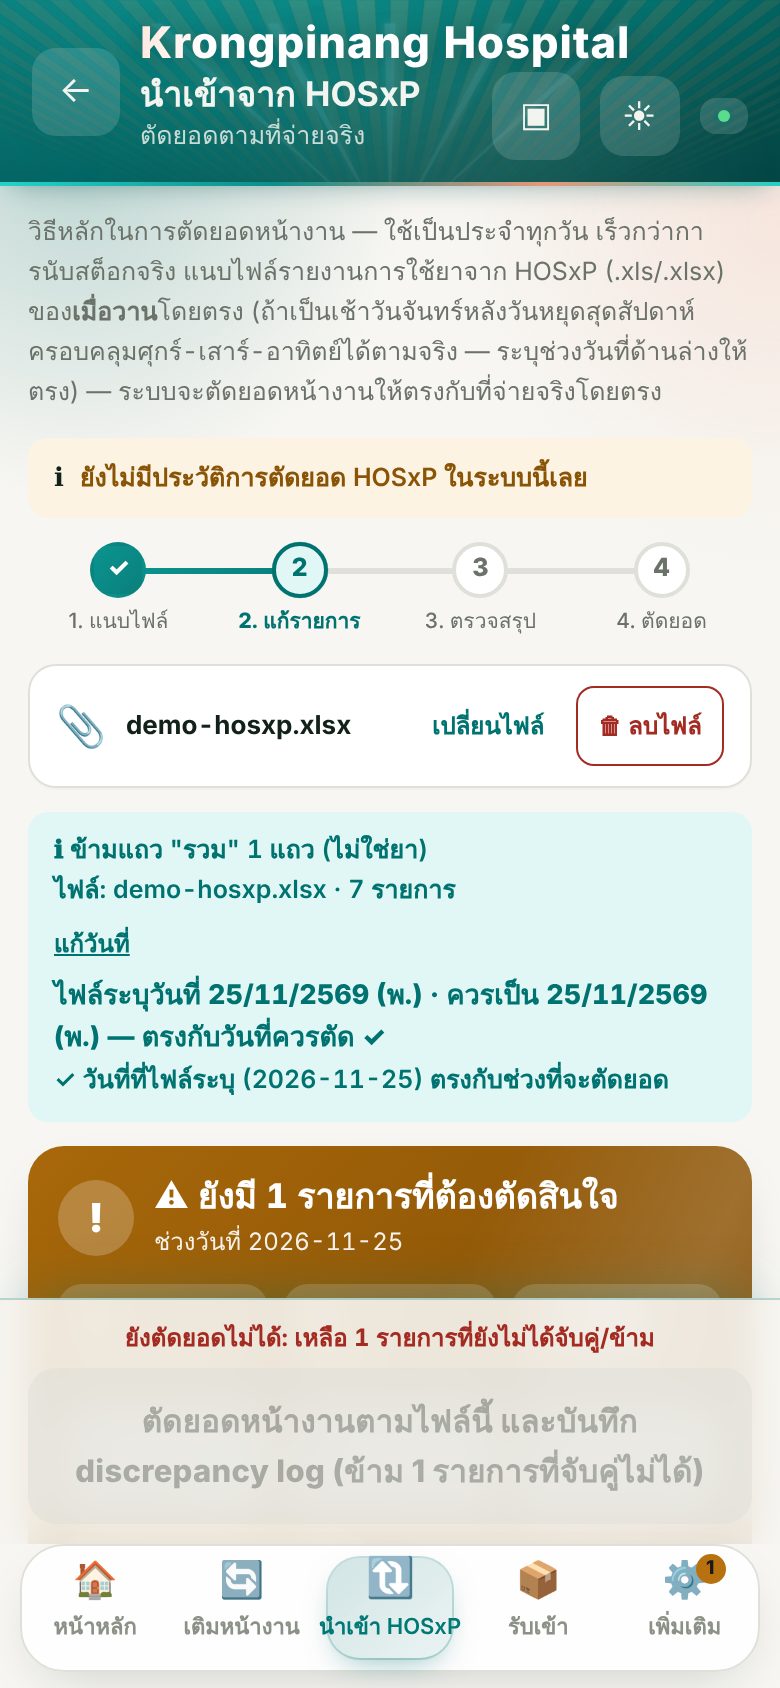 Krongpinang Hospital
นำเข้าจาก HOSxP
ตัดยอดตามที่จ่ายจริง
วิธีหลักในการตัดยอดหน้างาน — ใช้เป็นประจำทุกวัน เร็วกว่ากา
รนับสต็อกจริง แนบไฟล์รายงานการใช้ยาจาก HOSxP (.xls/.xlsx)
ของเมื่อวานโดยตรง (ถ้าเป็นเช้าวันจันทร์หลังวันหยุดสุดสัปดาห์
ครอบคลุมศุกร์-เสาร์-อาทิตย์ได้ตามจริง — ระบุช่วงวันที่ด้านล่างให้
ตรง) — ระบบจะตัดยอดหน้างานให้ตรงกับที่จ่ายจริงโดยตรง
ℹ ยังไม่มีประวัติการตัดยอด HOSxP ในระบบนี้เลย
✓ 2 3 4
1. แนบไฟล์ 2. แก้รายการ 3. ตรวจสรุป 4. ตัดยอด
demo-hosxp.xlsx เปลี่ยนไฟล์ ลบไฟล์
ℹ ข้ามแถว "รวม" 1 แถว (ไม่ใช่ยา)
ไฟล์: demo-hosxp.xlsx · 7 รายการ
แก้วันที่
ไฟล์ระบุวันที่ 25/11/2569 (พ.) · ควรเป็น 25/11/2569
(พ.) — ตรงกับวันที่ควรตัด ✓
✓ วันที่ที่ไฟล์ระบุ (2026-11-25) ตรงกับช่วงที่จะตัดยอด
! ⚠ ยังมี 1 รายการที่ต้องตัดสินใจ
ช่วงวันที่ 2026-11-25
ยังตัดยอดไม่ได้: เหลือ 1 รายการที่ยังไม่ได้จับคู่/ข้าม
ตัดยอดหน้างานตามไฟล์นี้ และบันทึก
discrepancy log (ข้าม 1 รายการที่จับคู่ไม่ได้)
1
หน้าหลัก เติมหน้างาน นำเข้า HOSxP รับเข้า เพิ่มเติม